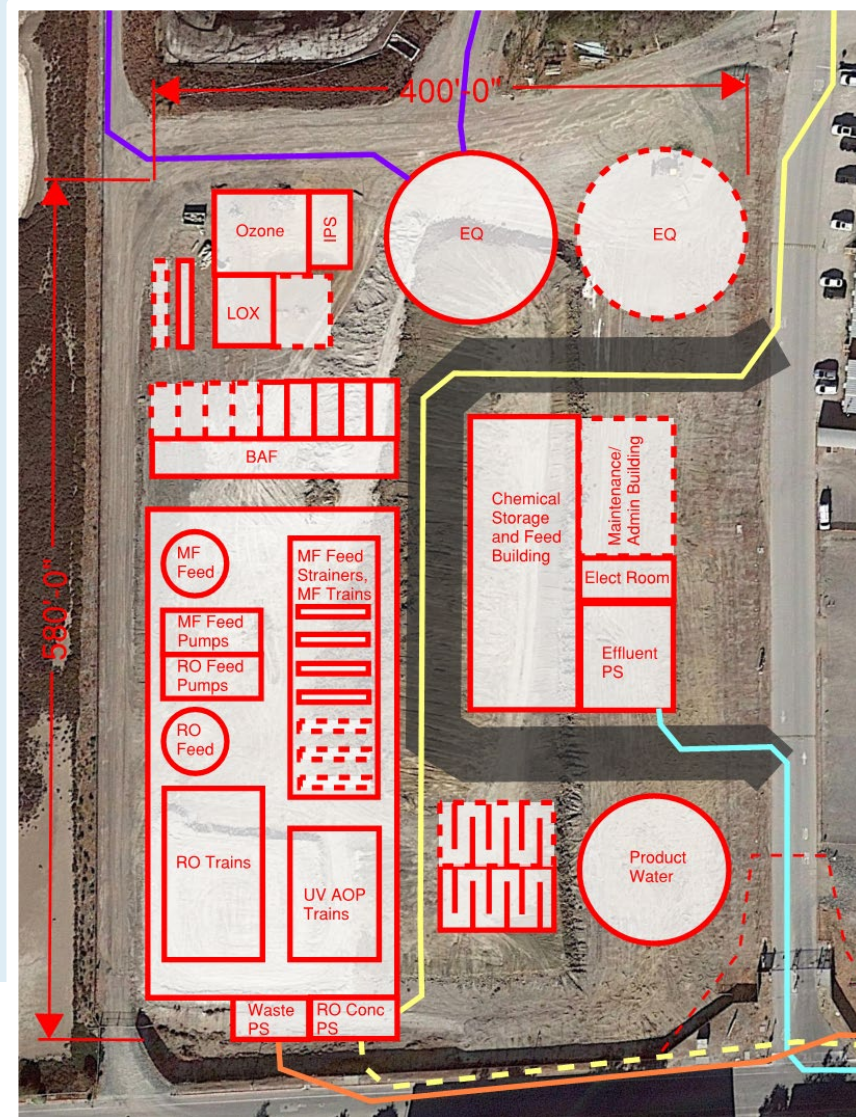 400'-0"
580'-0"
Ozone
IPS
EQ
EQ
LOX
BAF
Chemical
Storage
and Feed
Building
Maintenance/
Admin Building
Elect Room
Effluent
PS
MF
Feed
MF Feed
Strainers,
MF Trains
MF Feed
Pumps
RO Feed
Pumps
RO
Feed
RO Trains
UV AOP
Trains
Product
Water
Waste
PS
RO Conc
PS